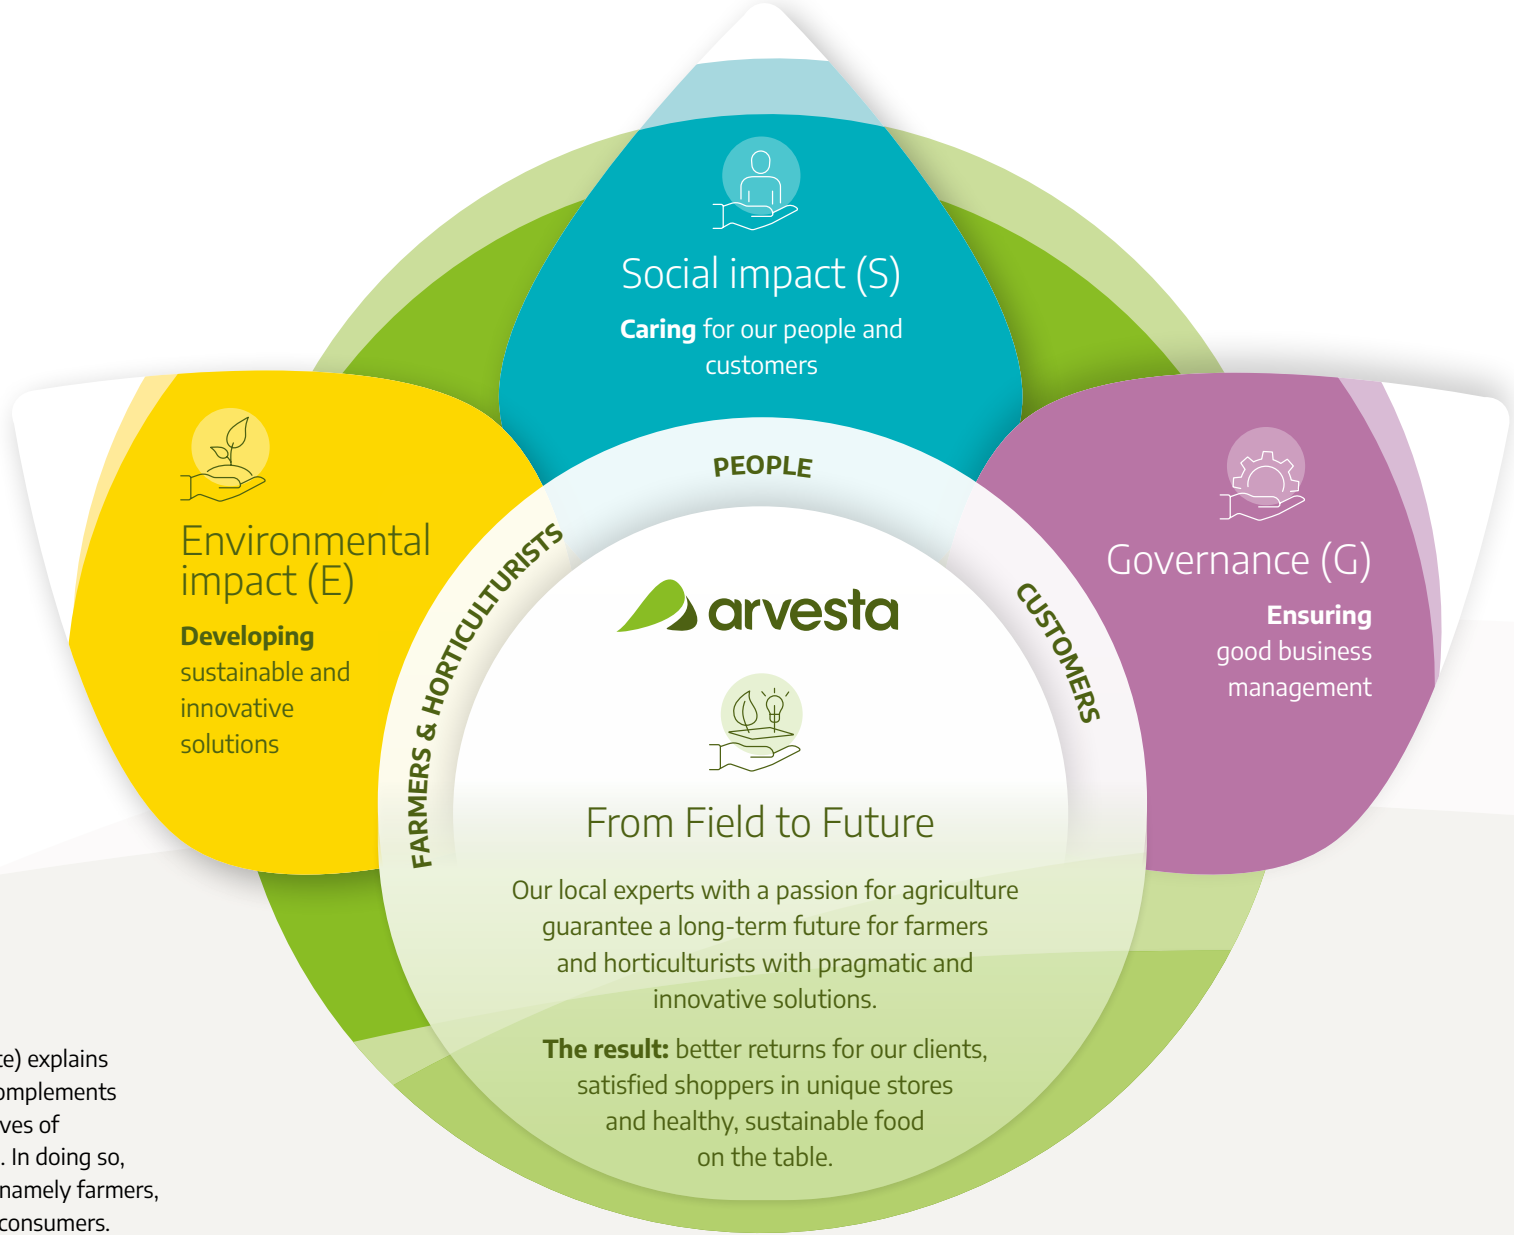 Social impact (S)
Caring for our people and
customers
Environmental
impact (E)
Developing
sustainable and
innovative
solutions
Governance (G)
Ensuring
good business
management
PEOPLE
FARMERS & HORTICULTURISTS
CUSTOMERS
arvesta
From Field to Future
Our local experts with a passion for agriculture
guarantee a long-term future for farmers
and horticulturists with pragmatic and
innovative solutions.
The result: better returns for our clients,
satisfied shoppers in unique stores
and healthy, sustainable food
on the table.
explains
of
. In doing so,
namely farmers,
consumers.